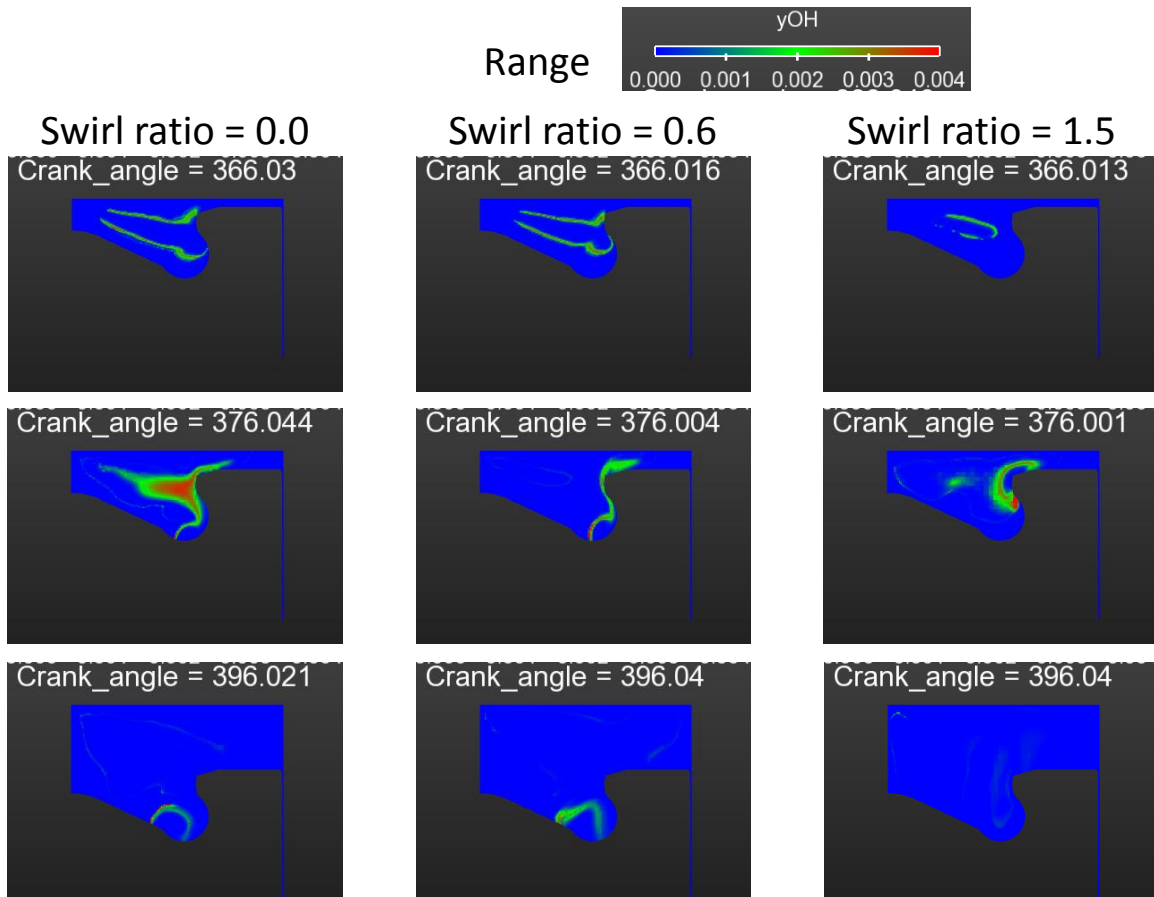 yOH
Range
0.000 0.001 0.002 0.003 0.004
Swirl ratio = 0.0 Swirl ratio = 0.6 Swirl ratio = 1.5
Crank_angle = 366.03 Crank_angle = 366.016 Crank_angle = 366.013
Crank_angle = 376.044 Crank_angle = 376.004 Crank_angle = 376.001
Crank_angle = 396.021 Crank_angle = 396.04 Crank_angle = 396.04